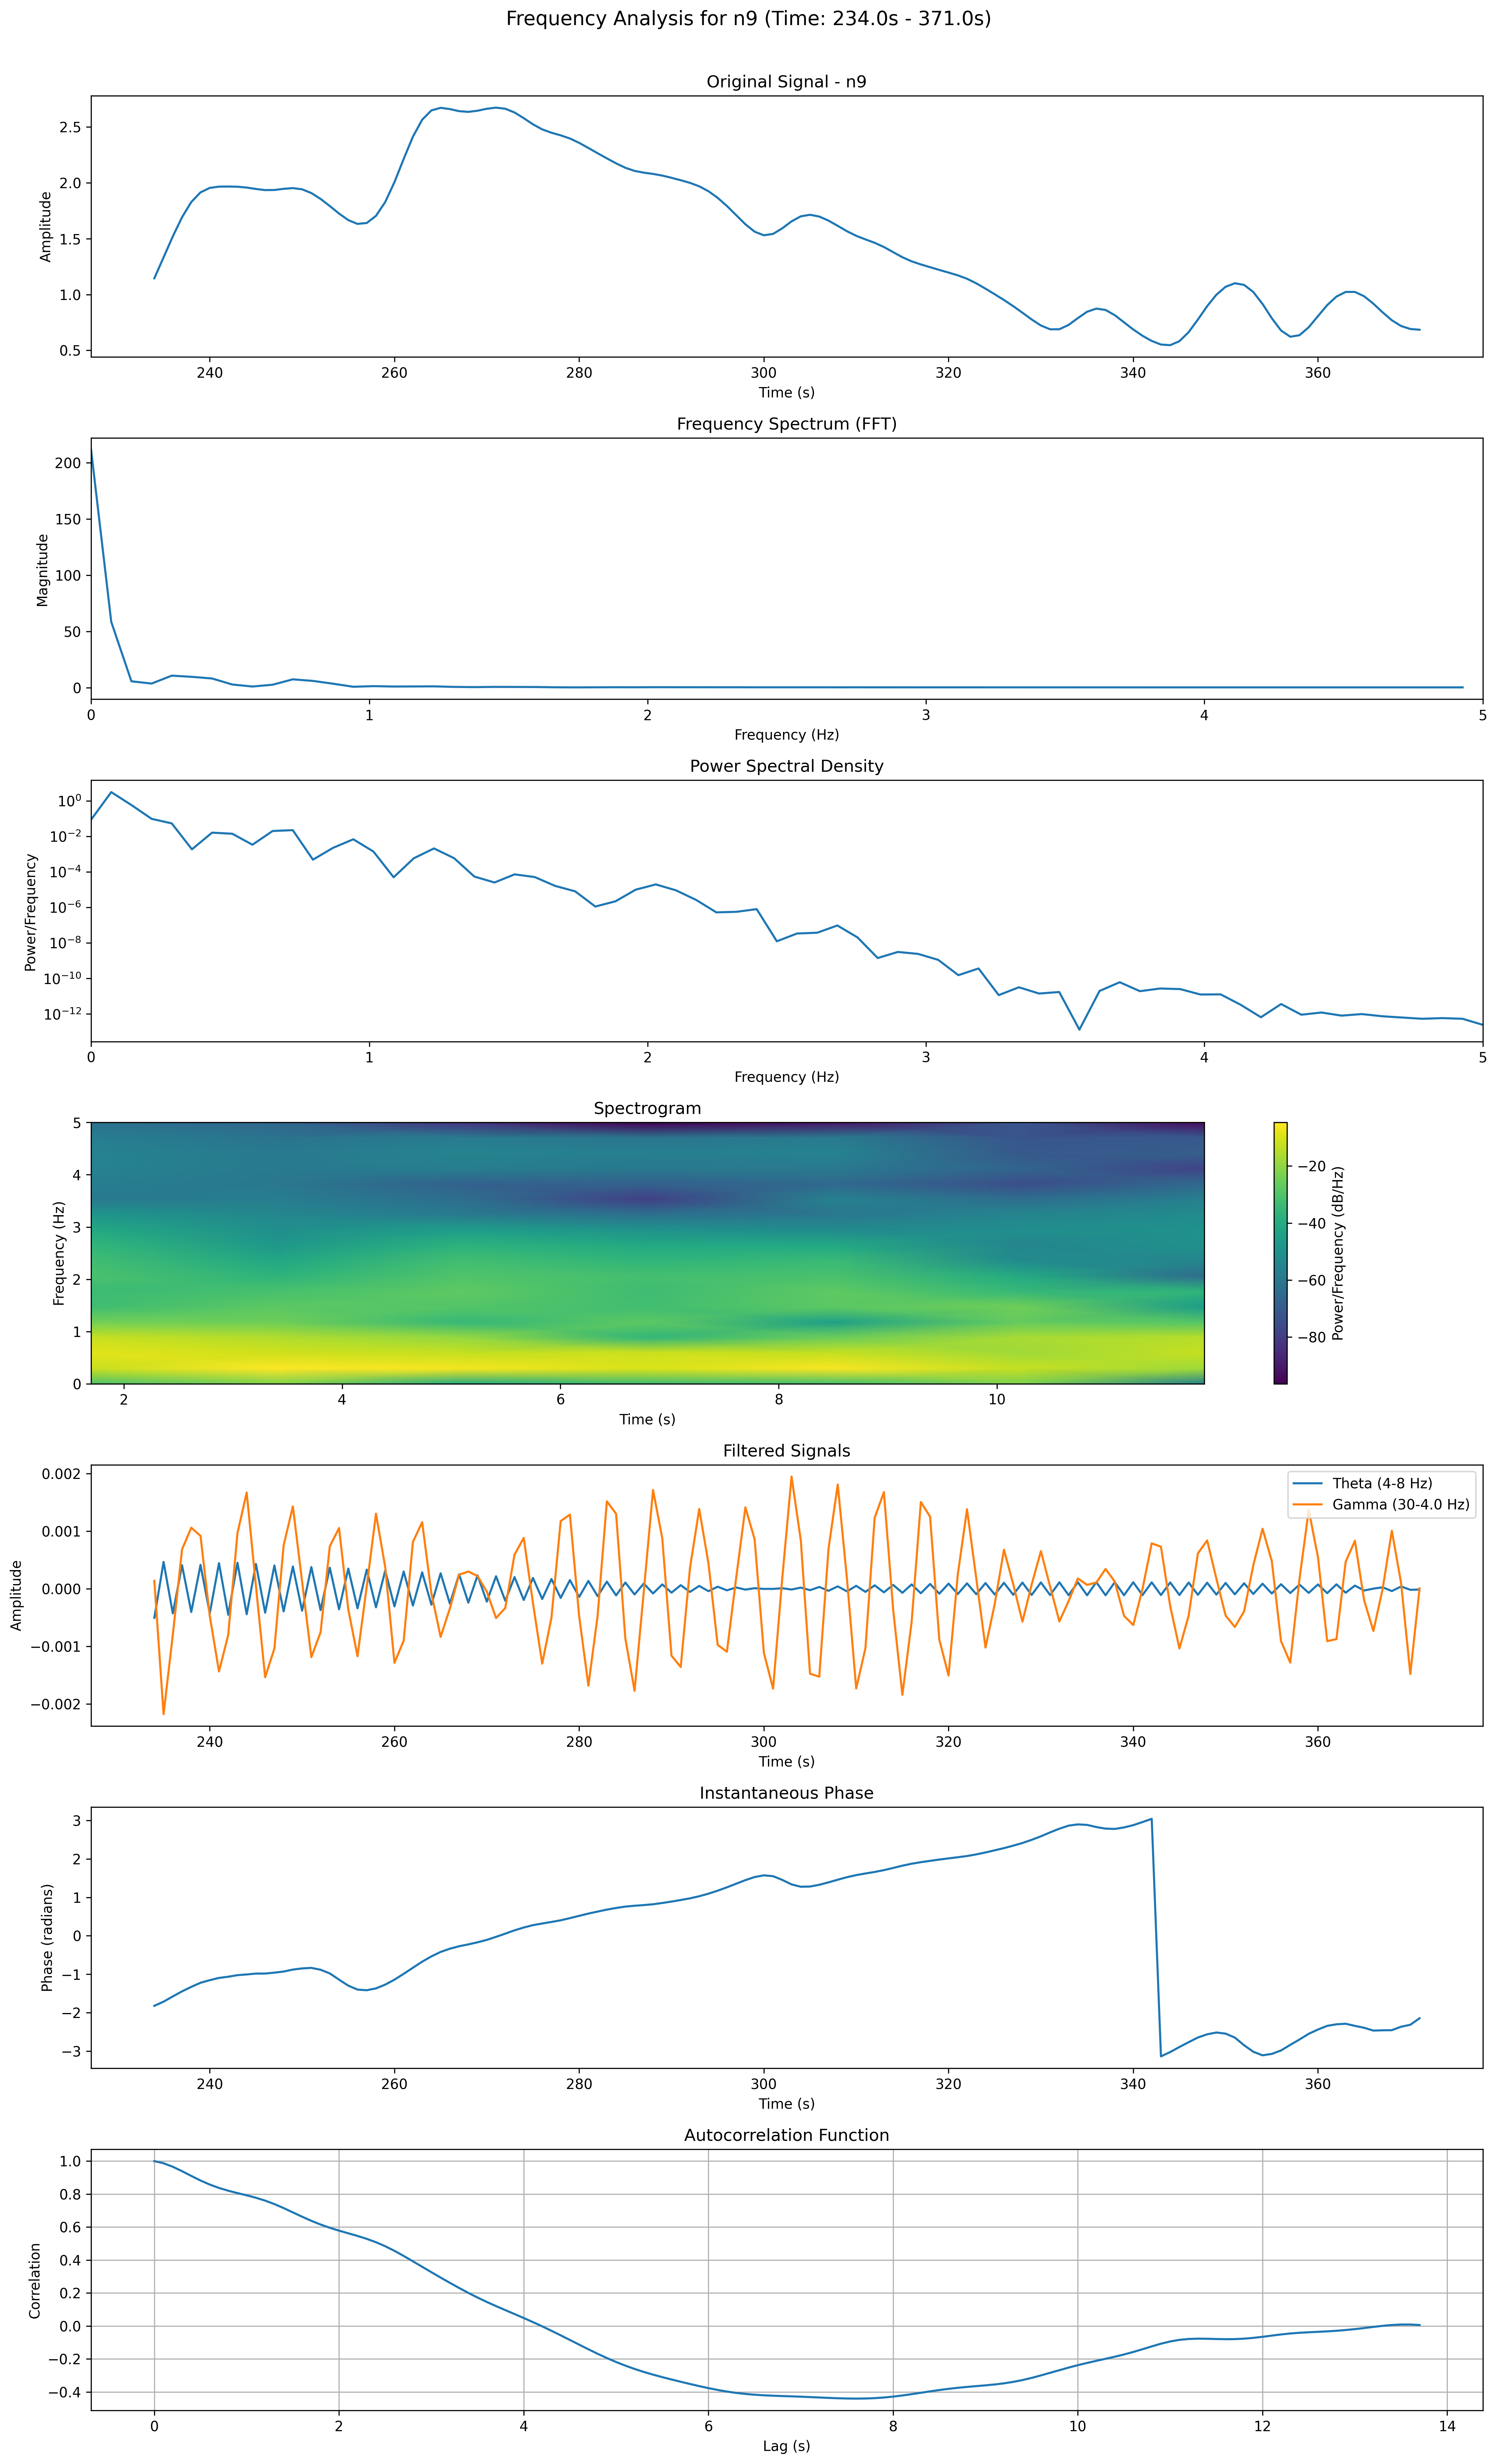 Frequency Analysis for n9 (Time: 234.0s - 371.0s)
Original Signal - n9
Amplitude
2.5
2.0
1.5
1.0
0.5
240 260 280 300 320 340 360
Time (s)
Frequency Spectrum (FFT)
Magnitude
200
150
100
50
0
0 1 2 3 4 5
Frequency (Hz)
Power Spectral Density
Power/Frequency
10⁰
10⁻²
10⁻⁴
10⁻⁶
10⁻⁸
10⁻¹⁰
10⁻¹²
0 1 2 3 4 5
Frequency (Hz)
Spectrogram
Frequency (Hz)
5
4
3
2
1
0
2 4 6 8 10
Time (s)
−20
−40
−60
−80
Power/Frequency (dB/Hz)
Filtered Signals
Amplitude
0.002
0.001
0.000
−0.001
−0.002
Theta (4-8 Hz)
Gamma (30-4.0 Hz)
240 260 280 300 320 340 360
Time (s)
Instantaneous Phase
Phase (radians)
3
2
1
0
−1
−2
−3
240 260 280 300 320 340 360
Time (s)
Autocorrelation Function
Correlation
1.0
0.8
0.6
0.4
0.2
0.0
−0.2
−0.4
0 2 4 6 8 10 12 14
Lag (s)